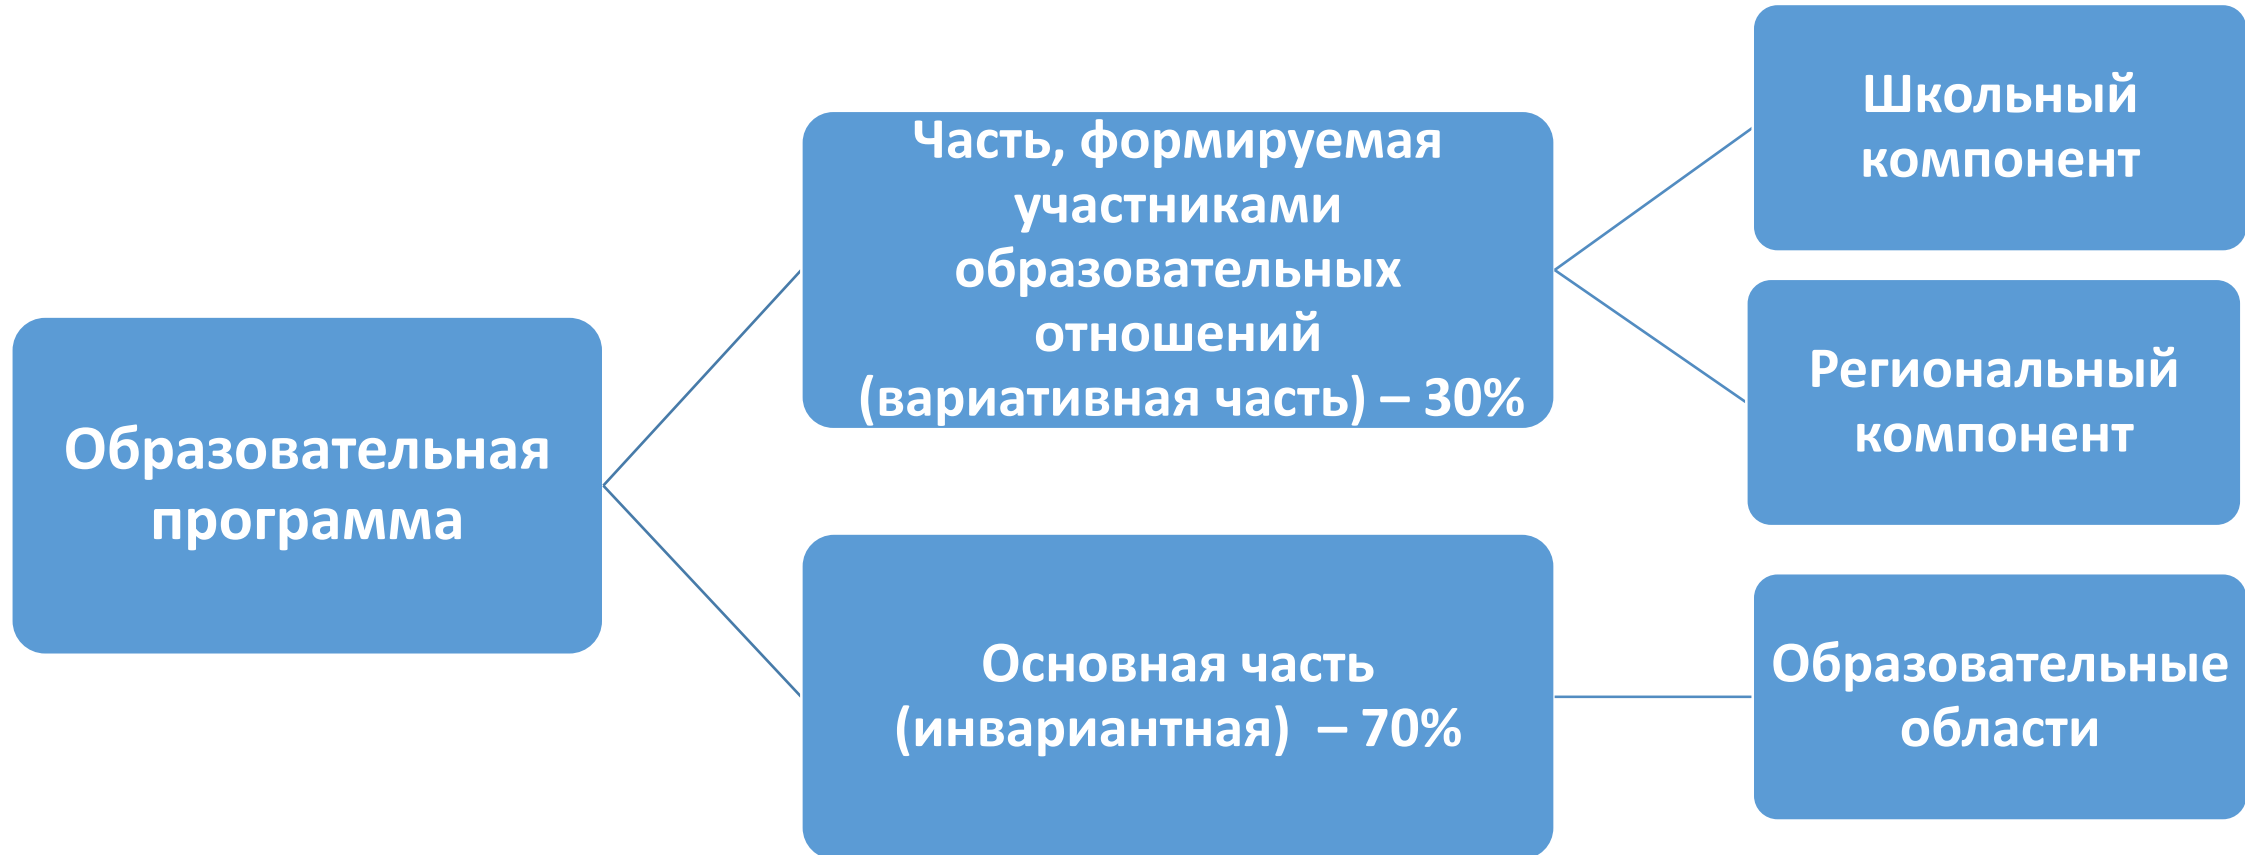 Образовательная
программа
Часть, формируемая
участниками
образовательных
отношений
(вариативная часть) – 30%
Основная часть
(инвариантная)  – 70%
Школьный
компонент
Региональный
компонент
Образовательные
области